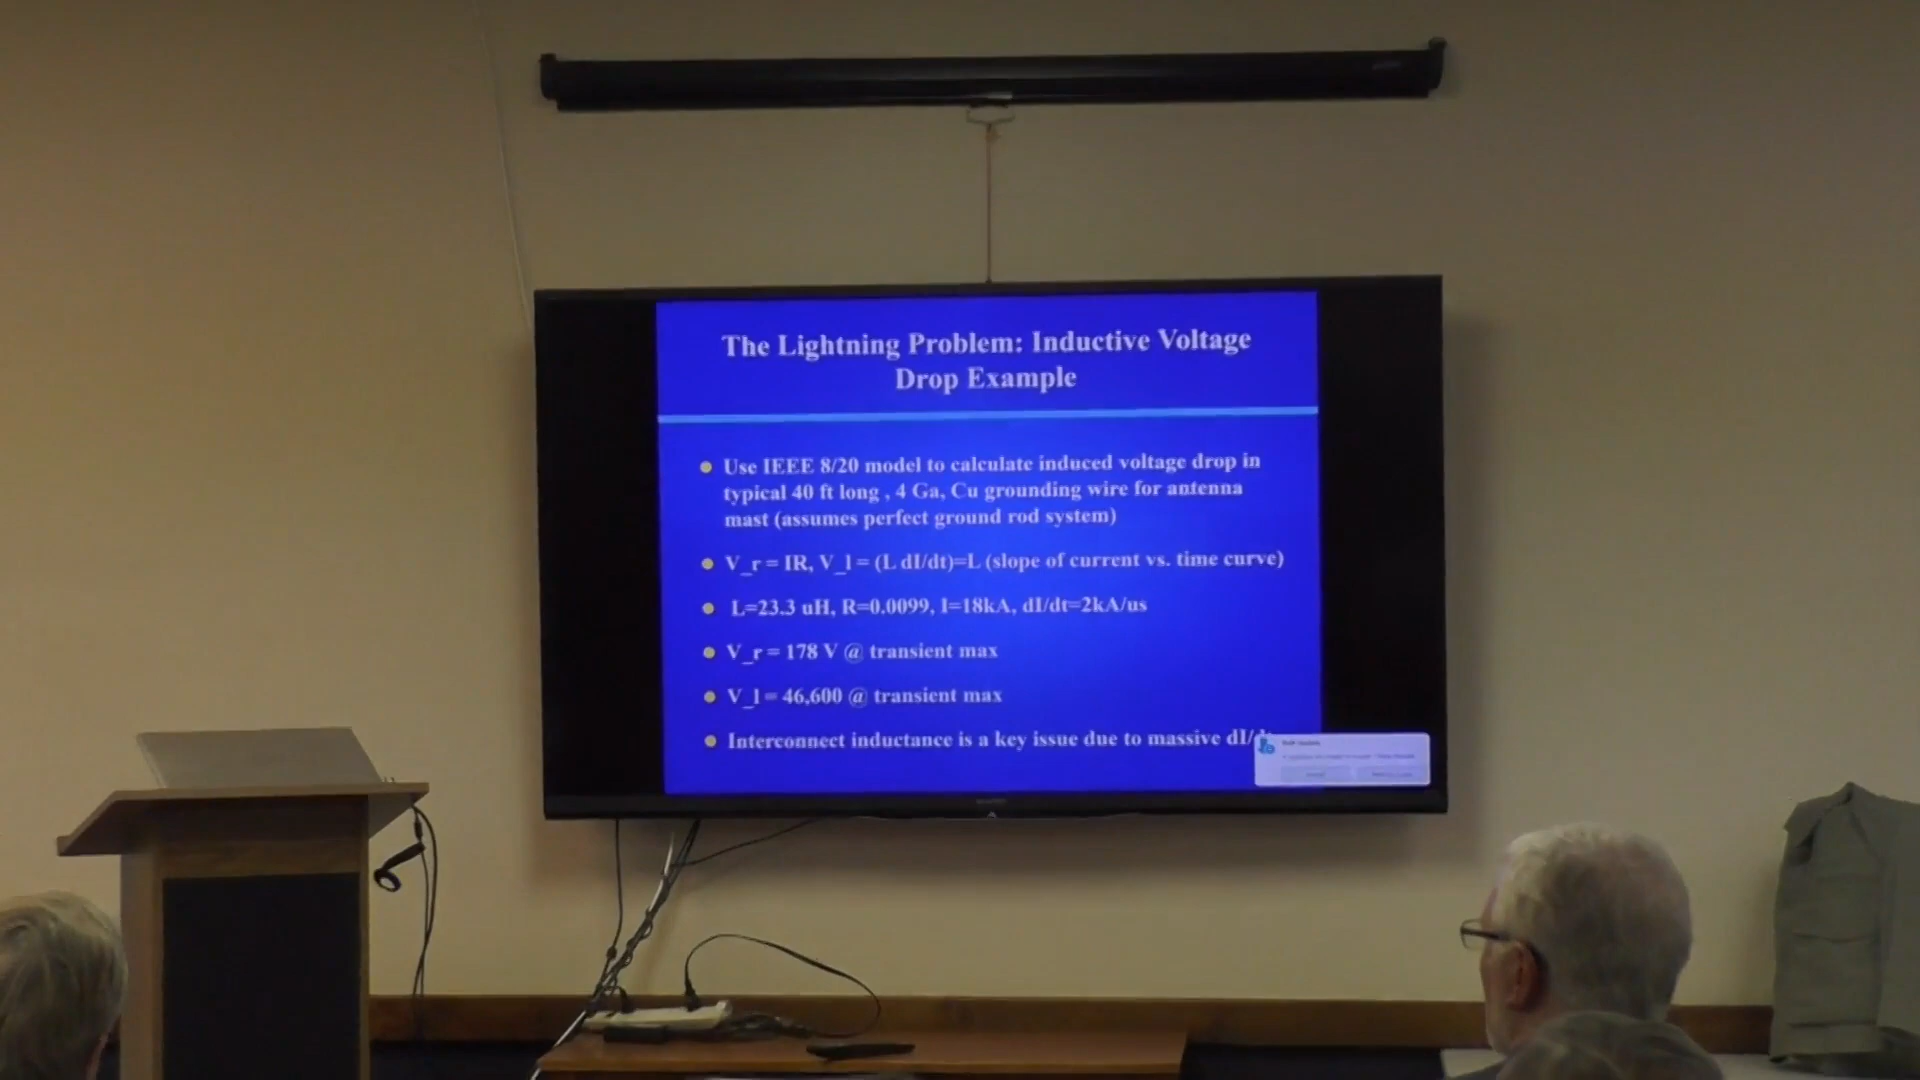 The Lightning Problem: Inductive Voltage
Drop Example
Use IEEE 8/20 model to calculate induced voltage drop in
typical 40 ft long , 4 Ga, Cu grounding wire for antenna
mast (assumes perfect ground rod system)
V_r = IR, V_l = (L dI/dt)=L (slope of current vs. time curve)
L=23.3 uH, R=0.0099, I=18kA, dI/dt=2kA/us
V_r = 178 V @ transient max
V_l = 46,600 @ transient max
Interconnect inductance is a key issue due to massive dI/